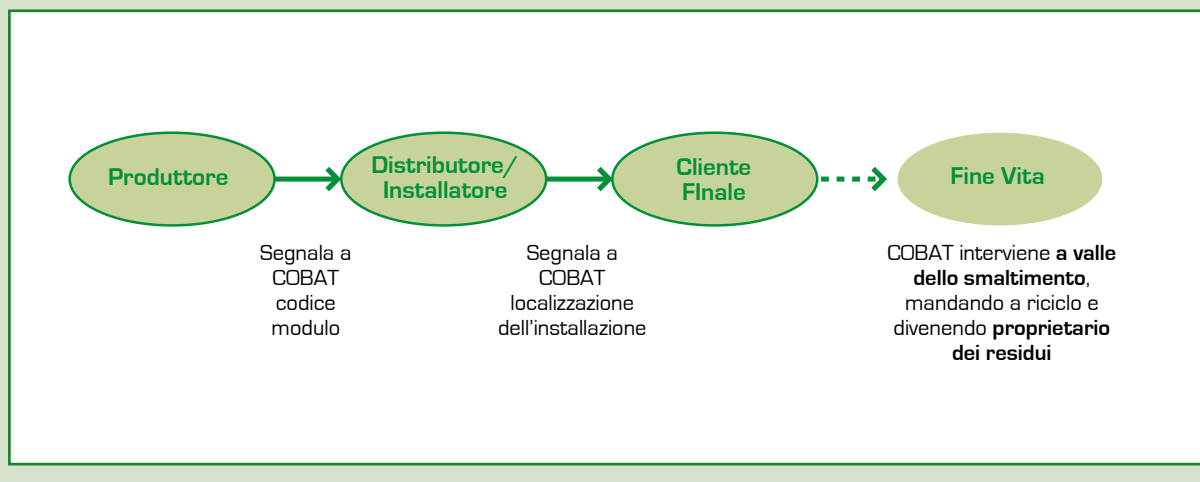 Produttore
Distributore/
Installatore
Cliente
FInale
Fine Vita
Segnala a
COBAT
codice
modulo
Segnala a
COBAT
localizzazione
dell'installazione
COBAT interviene a valle
dello smaltimento,
mandando a riciclo e
divenendo proprietario
dei residui